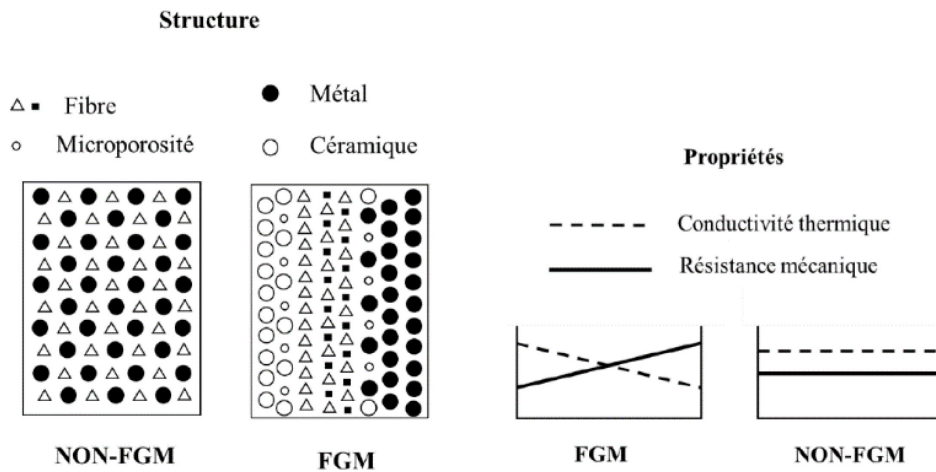 Structure
Fibre
Microporosité
Métal
Céramique
NON-FGM
FGM
Propriétés
Conductivité thermique
Résistance mécanique
FGM
NON-FGM